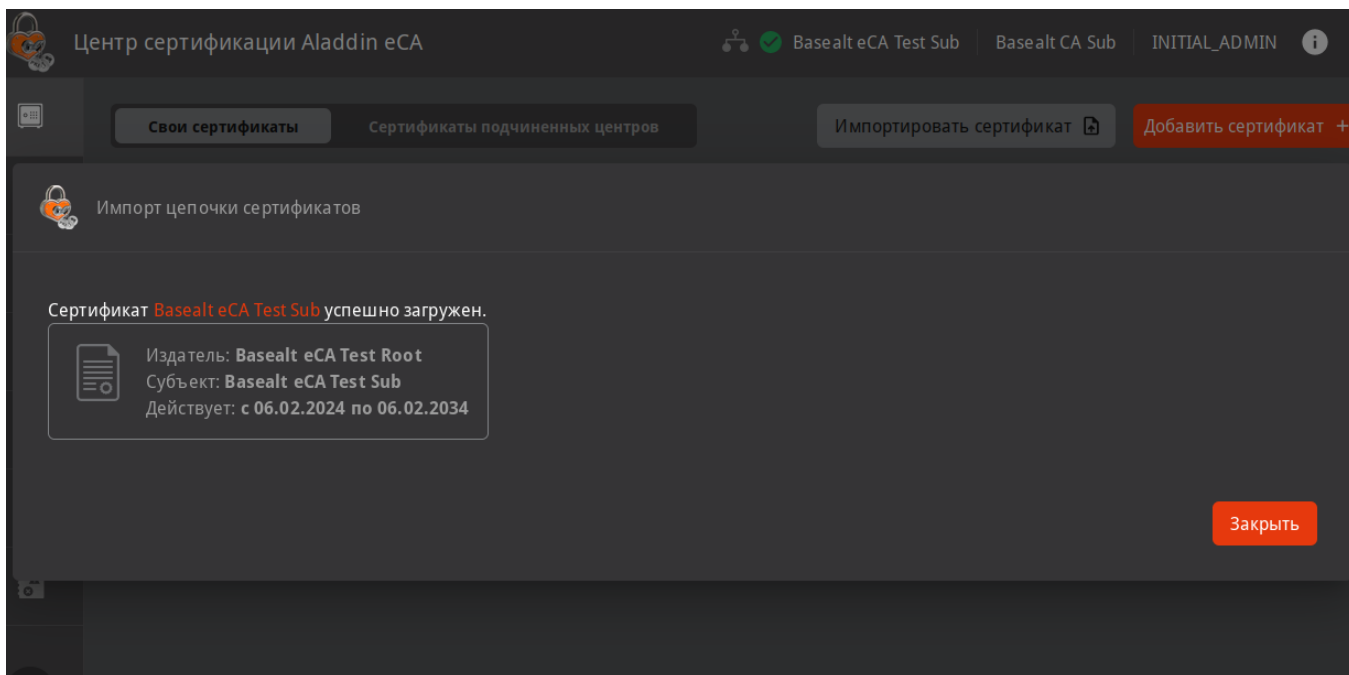 Центр сертификации Aladdin eCA
Basealt eCA Test Sub
Basealt CA Sub
INITIAL_ADMIN
Свои сертификаты
Сертификаты подчиненных центров
Импортировать сертификат
Добавить сертификат +
Импорт цепочки сертификатов
Сертификат Basealt eCA Test Sub успешно загружен.
Издатель: Basealt eCA Test Root
Субъект: Basealt eCA Test Sub
Действует: с 06.02.2024 по 06.02.2034
Закрыть